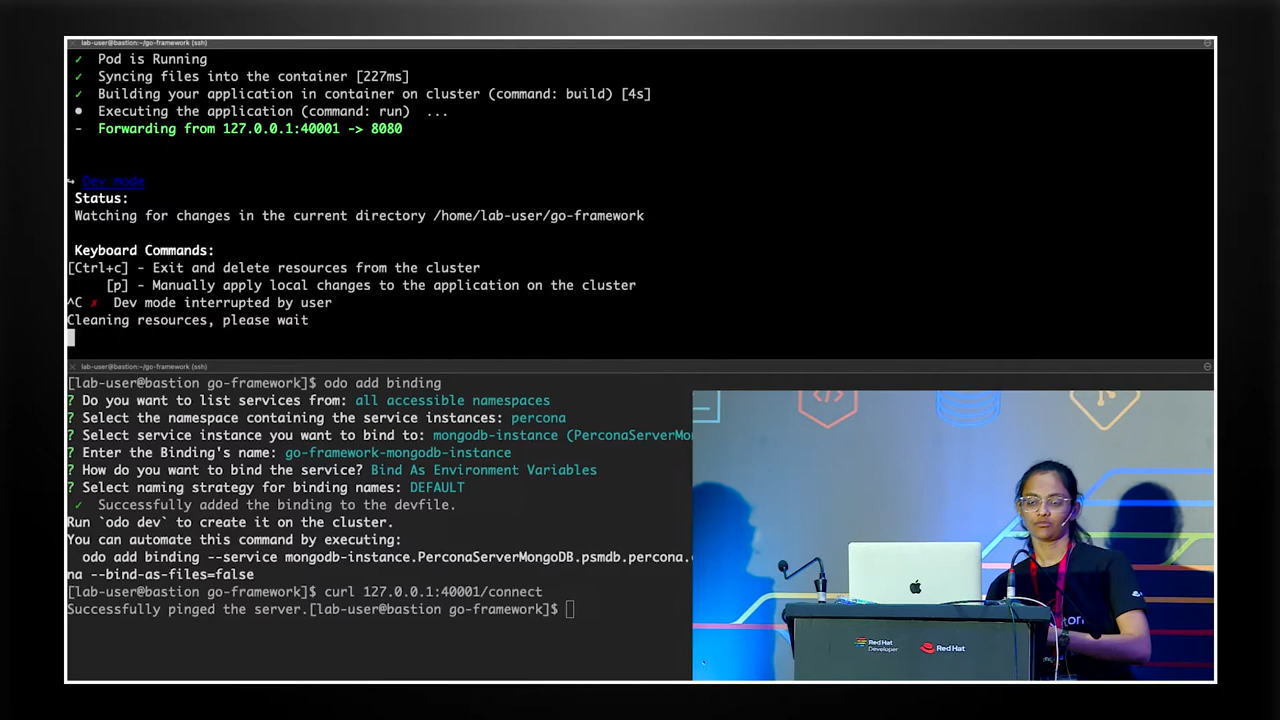 lab-user@bastion:~/go-framework (ssh)
✓ Pod is Running
✓ Syncing files into the container [227ms]
✓ Building your application in container on cluster (command: build) [4s]
● Executing the application (command: run) ...
- Forwarding from 127.0.0.1:40001 -> 8080
↪ Dev mode
Status:
Watching for changes in the current directory /home/lab-user/go-framework
Keyboard Commands:
[Ctrl+c] - Exit and delete resources from the cluster
[p] - Manually apply local changes to the application on the cluster
^C ✗ Dev mode interrupted by user
Cleaning resources, please wait
lab-user@bastion:~/go-framework (ssh)
[lab-user@bastion go-framework]$ odo add binding
? Do you want to list services from: all accessible namespaces
? Select the namespace containing the service instances: percona
? Select service instance you want to bind to: mongodb-instance (PerconaServerMo
? Enter the Binding's name: go-framework-mongodb-instance
? How do you want to bind the service? Bind As Environment Variables
? Select naming strategy for binding names: DEFAULT
✓ Successfully added the binding to the devfile.
Run `odo dev` to create it on the cluster.
You can automate this command by executing:
odo add binding --service mongodb-instance.PerconaServerMongoDB.psmdb.percona.
na --bind-as-files=false
[lab-user@bastion go-framework]$ curl 127.0.0.1:40001/connect
Successfully pinged the server.[lab-user@bastion go-framework]$
Red Hat
Developer
Red Hat